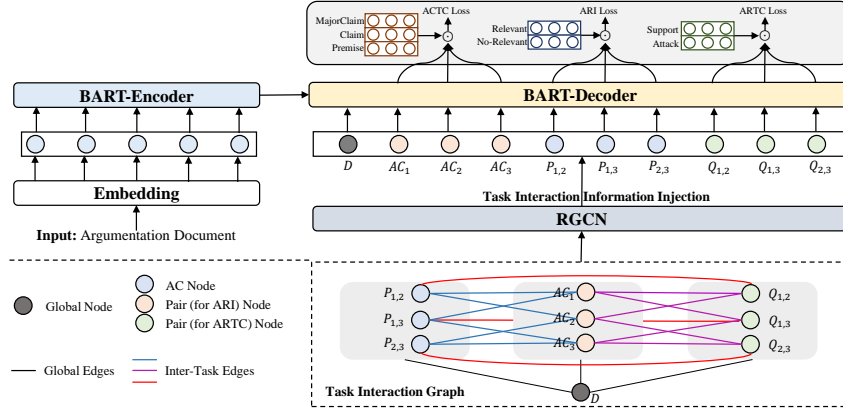 MajorClaim
Claim
Premise
ACTC Loss
Relevant
No-Relevant
ARI Loss
Support
Attack
ARTC Loss
BART-Encoder
BART-Decoder
D AC1 AC2 AC3 P1,2 P1,3 P2,3 Q1,2 Q1,3 Q2,3
Embedding
Task Interaction Information Injection
Input: Argumentation Document
RGCN
Global Node
AC Node
Pair (for ARI) Node
Pair (for ARTC) Node
Global Edges
Inter-Task Edges
P1,2 AC1 Q1,2
P1,3 AC2 Q1,3
P2,3 AC3 Q2,3
D
Task Interaction Graph